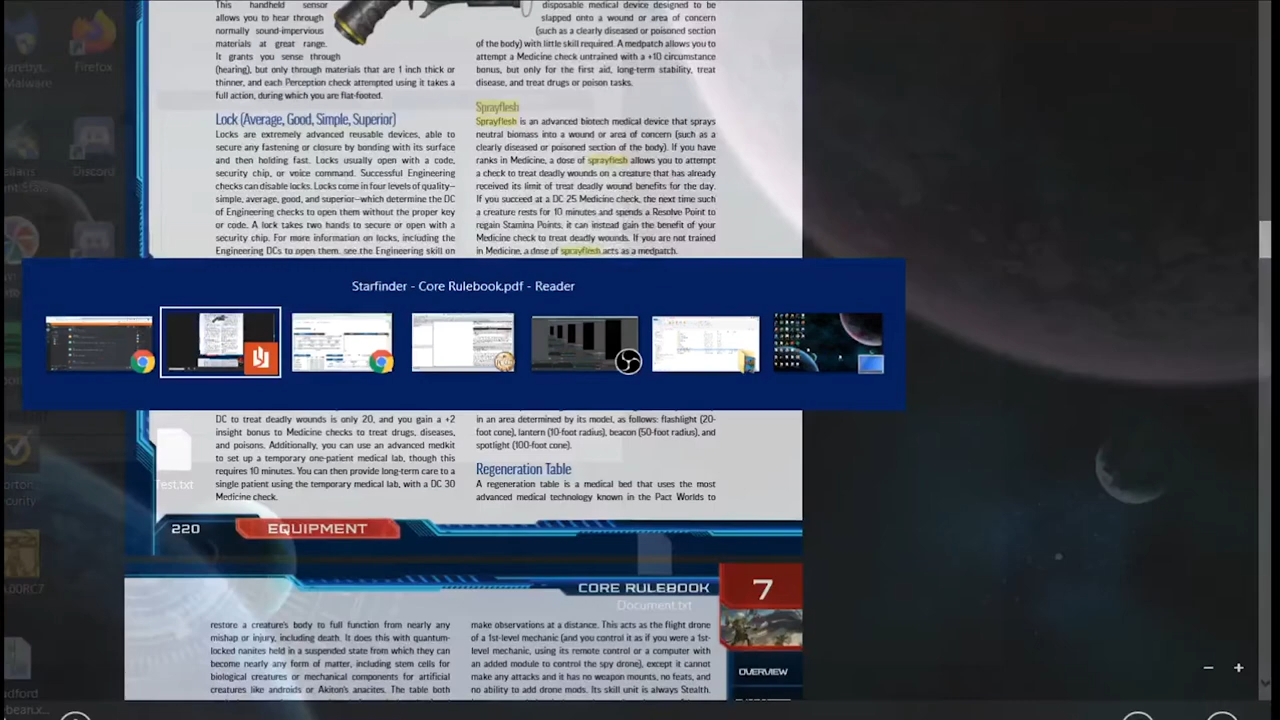 This handheld sensor
allows you to hear through
normally sound-impervious
materials at great range.
It grants you sense through
(hearing), but only through materials that are 1 inch thick or
thinner, and each Perception check attempted using it takes a
full action, during which you are flat-footed.
Lock (Average, Good, Simple, Superior)
Locks are extremely advanced reusable devices, able to
secure any fastening or closure by bonding with its surface
and then holding fast. Locks usually open with a code,
security chip, or voice command. Successful Engineering
checks can disable locks. Locks come in four levels of quality—
simple, average, good, and superior—which determine the DC
of Engineering checks to open them without the proper key
or code. A lock takes two hands to secure or open with a
security chip. For more information on locks, including the
Engineering DCs to open them, see the Engineering skill on
disposable medical device designed to be
slapped onto a wound or area of concern
(such as a clearly diseased or poisoned section
of the body) with little skill required. A medpatch allows you to
attempt a Medicine check untrained with a +10 circumstance
bonus, but only for the first aid, long-term stability, treat
disease, and treat drugs or poison tasks.
Sprayflesh
Sprayflesh is an advanced biotech medical device that sprays
neutral biomass into a wound or area of concern (such as a
clearly diseased or poisoned section of the body). If you have
ranks in Medicine, a dose of sprayflesh allows you to attempt
a check to treat deadly wounds on a creature that has already
received its limit of treat deadly wound benefits for the day.
If you succeed at a DC 25 Medicine check, the next time such
a creature rests for 10 minutes and spends a Resolve Point to
regain Stamina Points, it can instead gain the benefit of your
Medicine check to treat deadly wounds. If you are not trained
in Medicine, a dose of sprayflesh acts as a medpatch.
Firefox
Malware
Discord
Starfinder - Core Rulebook.pdf - Reader
DC to treat deadly wounds is only 20, and you gain a +2
insight bonus to Medicine checks to treat drugs, diseases,
and poisons. Additionally, you can use an advanced medkit
to set up a temporary one-patient medical lab, though this
requires 10 minutes. You can then provide long-term care to a
single patient using the temporary medical lab, with a DC 30
Medicine check.
in an area determined by its model, as follows: flashlight (20-
foot cone), lantern (10-foot radius), beacon (50-foot radius), and
spotlight (100-foot cone).
Regeneration Table
A regeneration table is a medical bed that uses the most
advanced medical technology known in the Pact Worlds to
Test.txt
220 EQUIPMENT
CORE RULEBOOK
7
Document.txt
restore a creature's body to full function from nearly any
mishap or injury, including death. It does this with quantum-
locked nanites held in a suspended state from which they can
become nearly any form of matter, including stem cells for
biological creatures or mechanical components for artificial
creatures like androids or Akiton's anacites. The table both
make observations at a distance. This acts as the flight drone
of a 1st-level mechanic (and you control it as if you were a 1st-
level mechanic, using its remote control or a computer with
an added module to control the spy drone), except it cannot
make any attacks and it has no weapon mounts, no feats, and
no ability to add drone mods. Its skill unit is always Stealth.
OVERVIEW